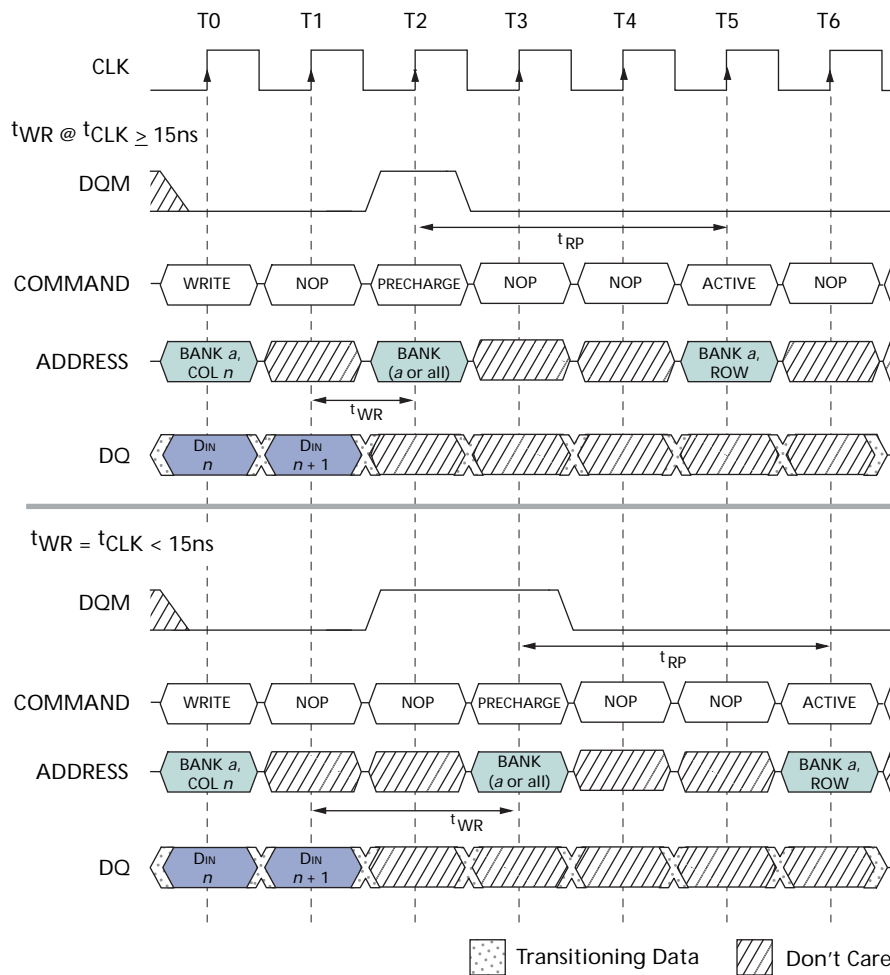 T0 T1 T2 T3 T4 T5 T6
CLK
tWR @ tCLK ≥ 15ns
DQM
tRP
COMMAND WRITE NOP PRECHARGE NOP NOP ACTIVE NOP
ADDRESS BANK a, COL n BANK (a or all) BANK a, ROW
tWR
DQ DIN n DIN n + 1
tWR = tCLK < 15ns
DQM
tRP
COMMAND WRITE NOP NOP PRECHARGE NOP NOP ACTIVE
ADDRESS BANK a, COL n BANK (a or all) BANK a, ROW
tWR
DQ DIN n DIN n + 1
Transitioning Data Don't Care